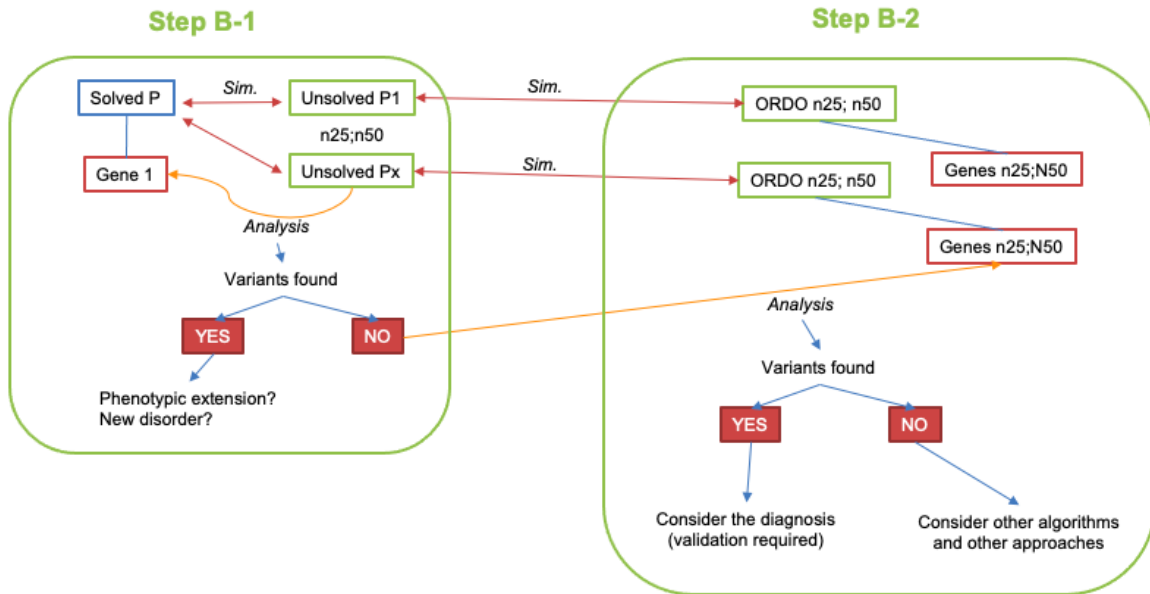 Step B-1
Solved P
Sim.
Unsolved P1
n25;n50
Gene 1
Unsolved Px
Analysis
Variants found
YES
NO
Phenotypic extension?
New disorder?
Sim.
Sim.
Step B-2
ORDO n25; n50
Genes n25;N50
ORDO n25; n50
Genes n25;N50
Analysis
Variants found
YES
NO
Consider the diagnosis
(validation required)
Consider other algorithms
and other approaches